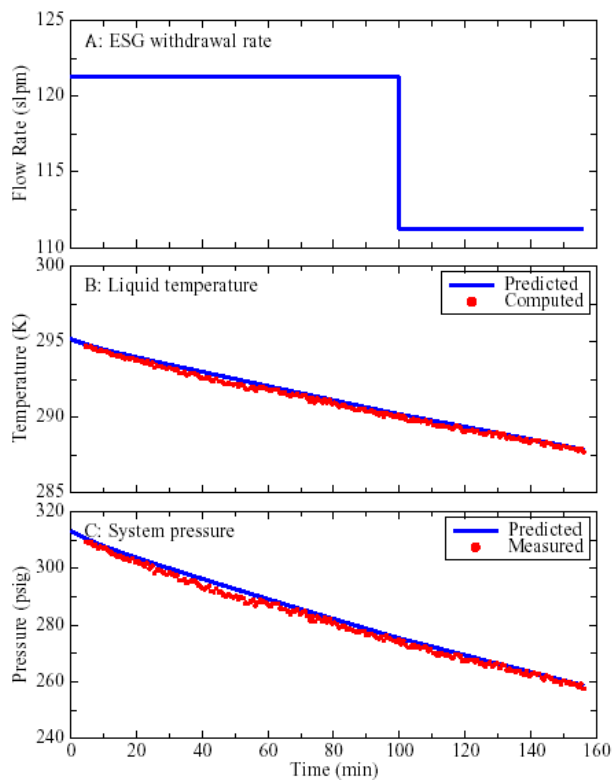 125
A: ESG withdrawal rate
120
115
110
Flow Rate (slpm)
300
B: Liquid temperature
Predicted
Computed
295
290
285
Temperature (K)
320
C: System pressure
Predicted
Measured
300
280
260
240
Pressure (psig)
0 20 40 60 80 100 120 140 160
Time (min)